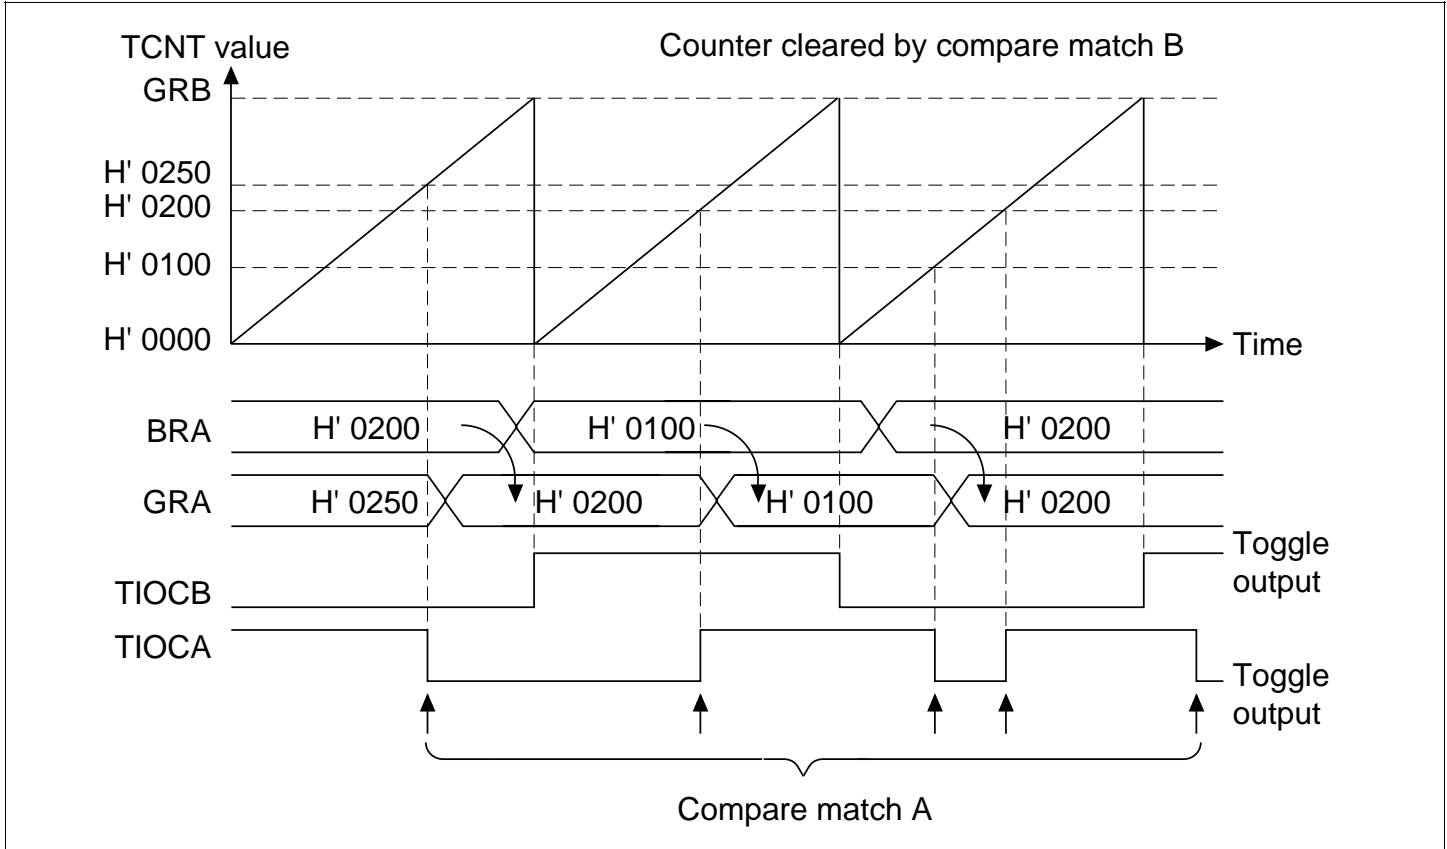 TCNT value
Counter cleared by compare match B
GRB
H' 0250
H' 0200
H' 0100
H' 0000
Time
BRA
H' 0200
H' 0100
H' 0200
GRA
H' 0250
H' 0200
H' 0100
H' 0200
TIOCB
Toggle
output
TIOCA
Toggle
output
Compare match A